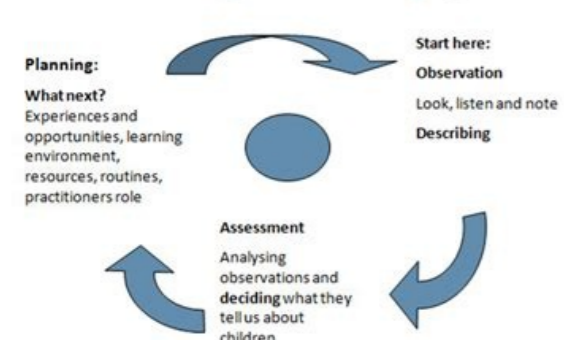 Start here:
Observation
Look, listen and note
Describing
Assessment
Analysing
observations and
deciding what they
tell us about
children
Planning:
What next?
Experiences and
opportunities, learning
environment,
resources, routines,
practitioners role